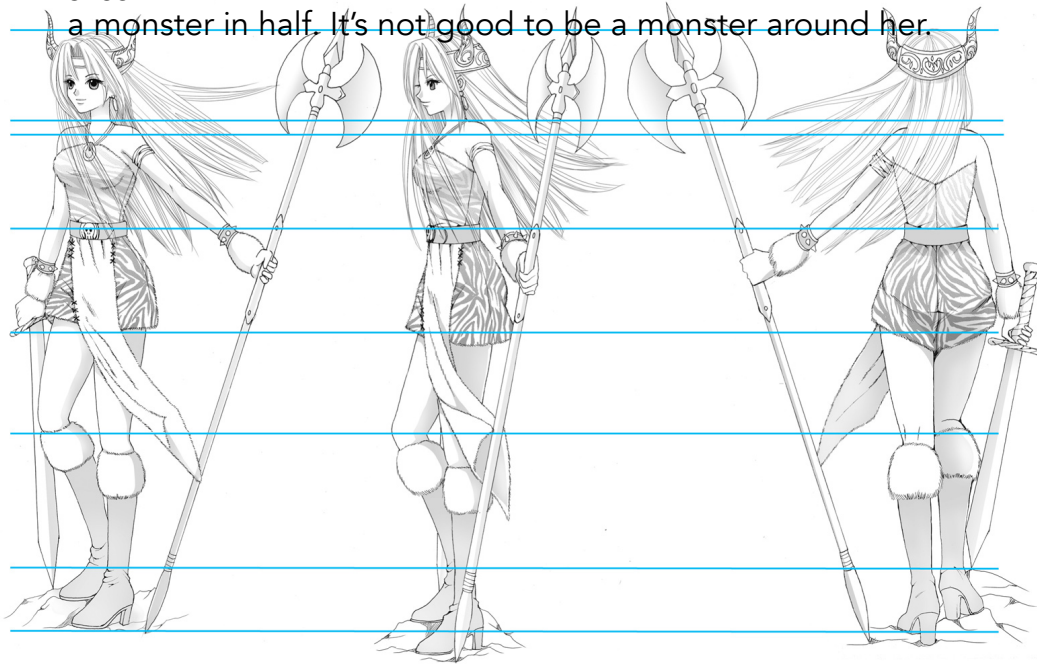 a monster in half. It’s not good to be a monster around her.